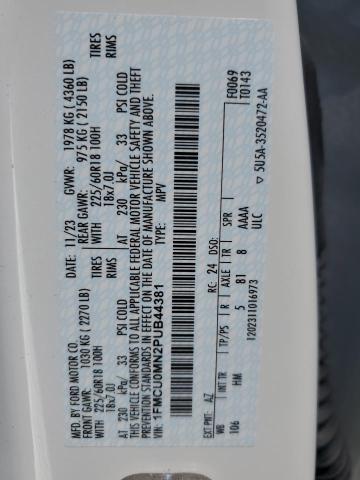 MFD. BY FORD MOTOR CO.
DATE: 11/23 GVWR: 1978 KG ( 4360 LB)
FRONT GAWR: 1030 KG ( 2270 LB) REAR GAWR: 975 KG ( 2150 LB)
WITH 225/60R18 100H TIRES WITH 225/60R18 100H TIRES
18x7.0J RIMS 18x7.0J RIMS
AT 230 kPa/ 33 PSI COLD AT 230 kPa/ 33 PSI COLD
THIS VEHICLE CONFORMS TO ALL APPLICABLE FEDERAL MOTOR VEHICLE SAFETY AND THEFT
PREVENTION STANDARDS IN EFFECT ON THE DATE OF MANUFACTURE SHOWN ABOVE.
VIN: 1FMCU0MN2PUB44381
TYPE: MPV
F0069
T0143
EXT PNT: AZ RC: 24 DSO:
WB INT TR TP/PS R AXLE TR SPR
106 HM 5 81 8 AAAA
ULC
1202311016973
▽ 5U5A-3520472-AA